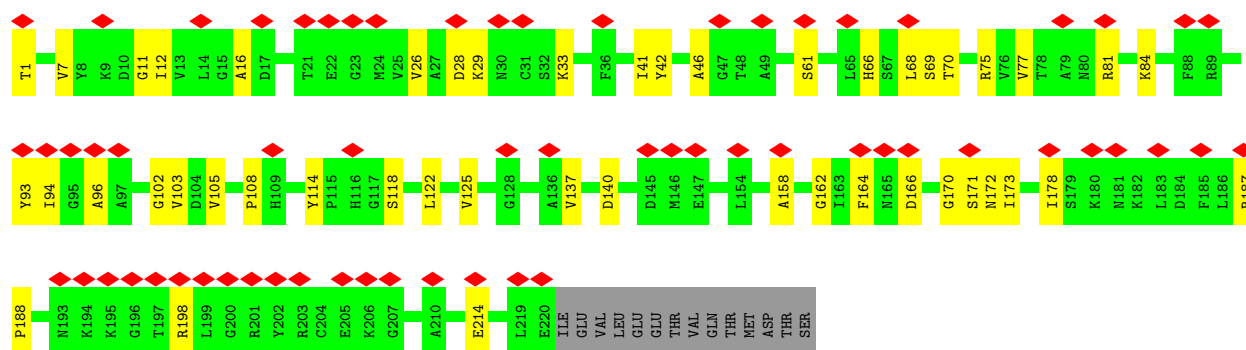 T1 V7 Y8 K9 D10 G11 I12 V13 L14 G15 A16 D17 T21 E22 G23 M24 V25 V26 A27 D28 K29 N30 C31 S32 K33 F36 I41 Y42 A46 G47 T48 A49 S61 L65 H66 S67 L68 S69 T70 R75 V76 V77 T78 A79 N80 R81 K84 F88 R89
Y93 I94 G95 A96 A97 G102 V103 D104 V105 P108 H109 Y114 P115 H116 G117 S118 L122 V125 G128 A136 V137 D140 D145 M146 E147 L154 A158 G162 I163 F164 N165 D166 G170 S171 N172 I173 I178 S179 K180 N181 K182 L183 D184 F185 L186
P188 N193 K194 K195 G196 T197 R198 L199 G200 R201 Y202 R203 C204 E205 K206 G207 A210 E214 L219 E220 ILE GLU VAL LEU GLU GLU THR VAL GLN THR MET ASP THR SER